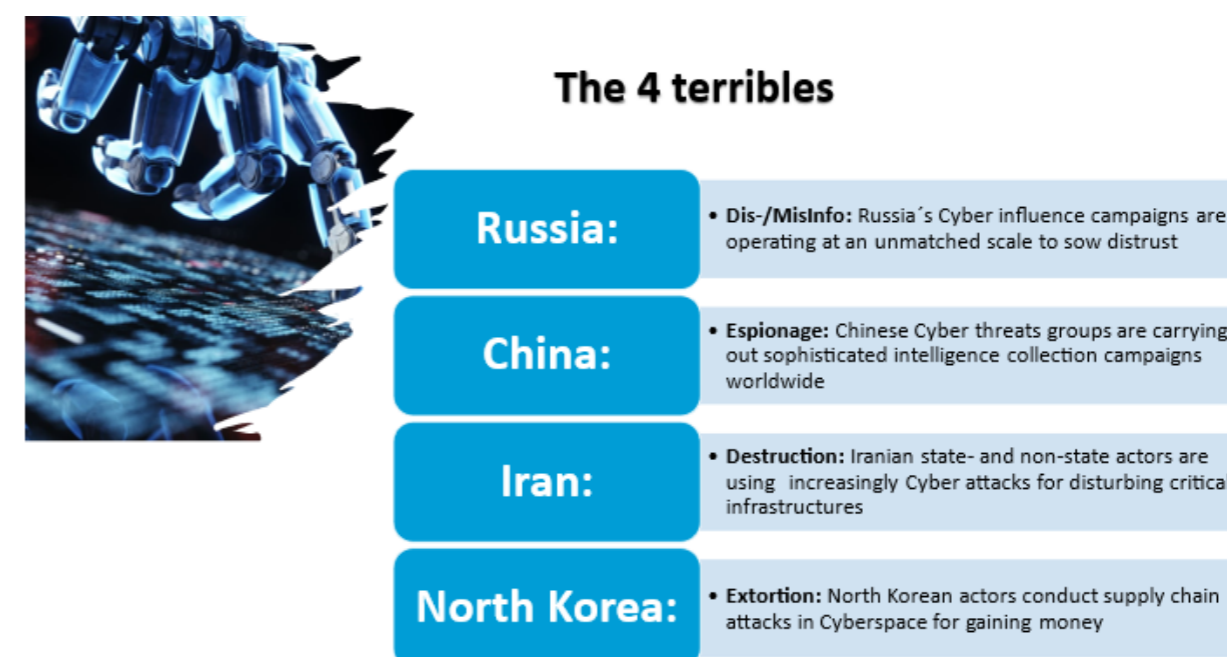 The 4 terribles
Russia:
• Dis-/MisInfo: Russia´s Cyber influence campaigns are
operating at an unmatched scale to sow distrust
China:
• Espionage: Chinese Cyber threats groups are carrying
out sophisticated intelligence collection campaigns
worldwide
Iran:
• Destruction: Iranian state- and non-state actors are
using  increasingly Cyber attacks for disturbing critical
infrastructures
North Korea:
• Extortion: North Korean actors conduct supply chain
attacks in Cyberspace for gaining money